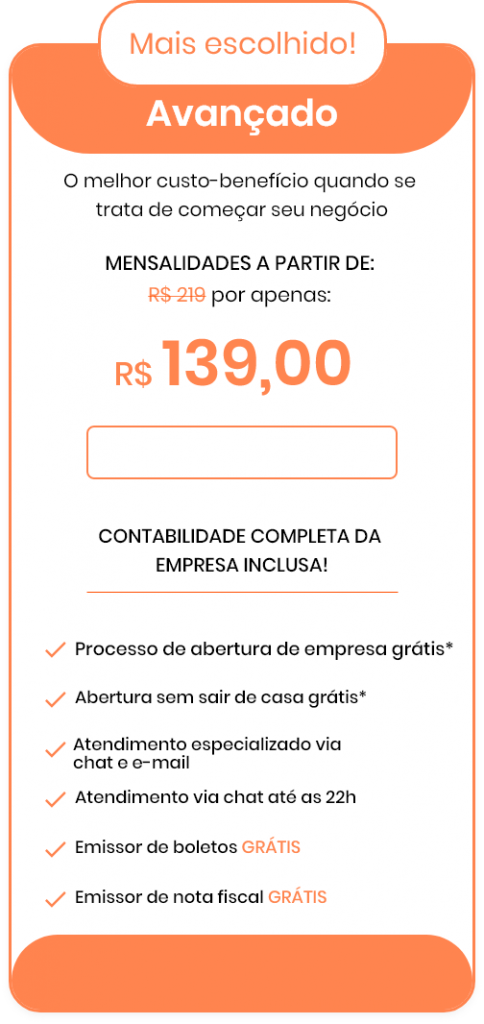 Mais escolhido!
Avançado
O melhor custo-benefício quando se
trata de começar seu negócio
MENSALIDADES A PARTIR DE:
R$ 219 por apenas:
R$ 139,00
CONTABILIDADE COMPLETA DA
EMPRESA INCLUSA!
Processo de abertura de empresa grátis*
Abertura sem sair de casa grátis*
Atendimento especializado via
chat e e-mail
Atendimento via chat até as 22h
Emissor de boletos GRÁTIS
Emissor de nota fiscal GRÁTIS